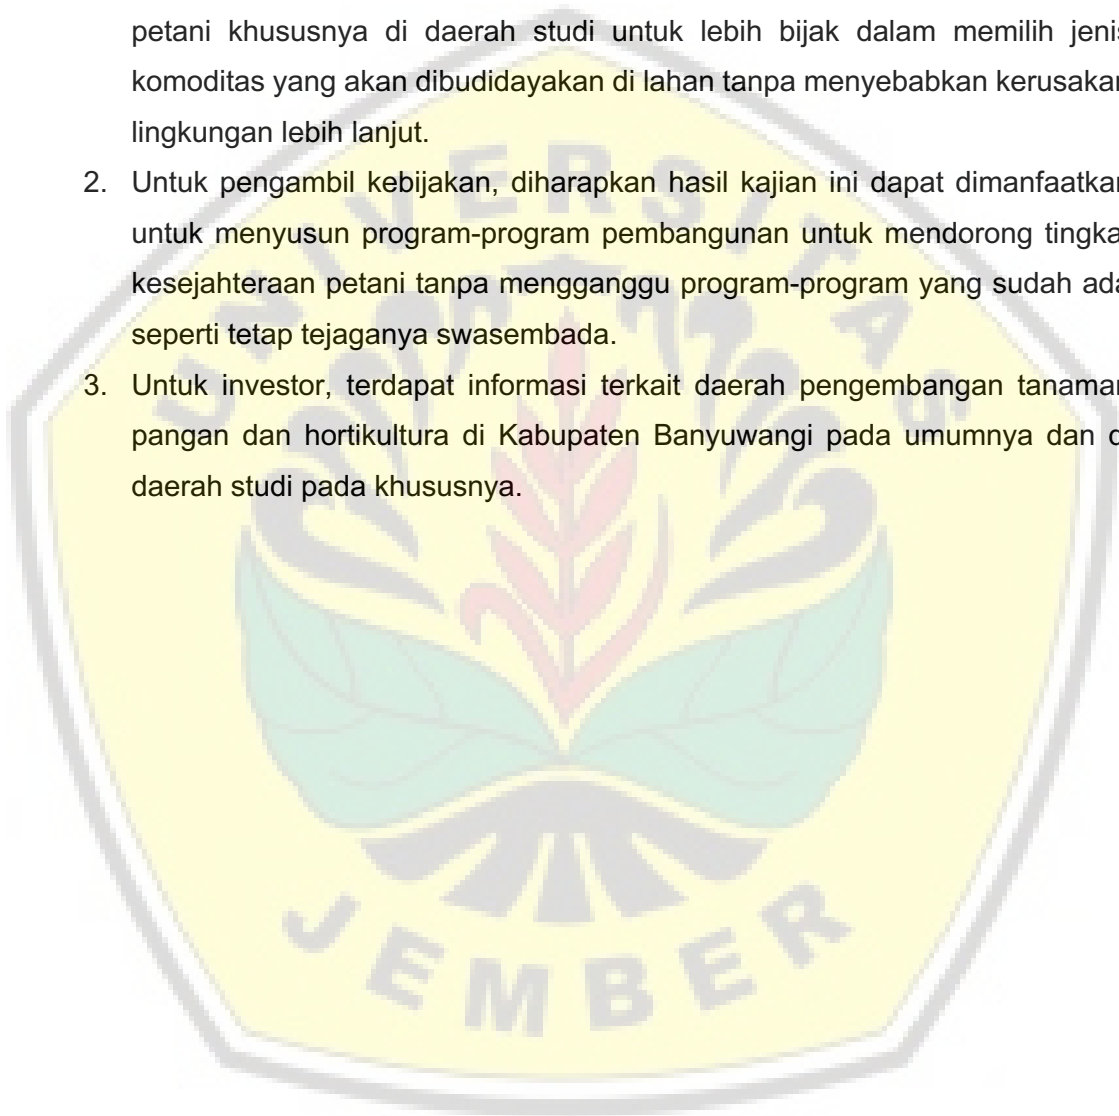 petani khususnya di daerah studi untuk lebih bijak dalam memilih jenis
komoditas yang akan dibudidayakan di lahan tanpa menyebabkan kerusakan
lingkungan lebih lanjut.
2. Untuk pengambil kebijakan, diharapkan hasil kajian ini dapat dimanfaatkan
untuk menyusun program-program pembangunan untuk mendorong tingkat
kesejahteraan petani tanpa mengganggu program-program yang sudah ada
seperti tetap tejaganya swasembada.
3. Untuk investor, terdapat informasi terkait daerah pengembangan tanaman
pangan dan hortikultura di Kabupaten Banyuwangi pada umumnya dan d
daerah studi pada khususnya.
UNIVERSITAS
JEMBER